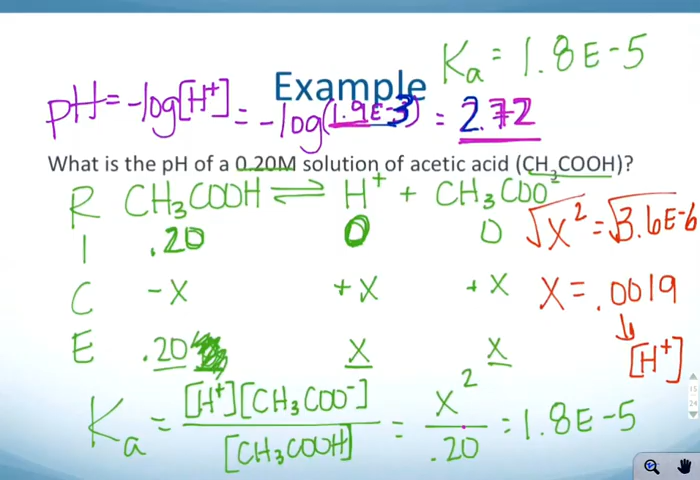 Ka = 1.8E-5
Example
pH = -log[H+] = -log(1.9E-3) = 2.72
What is the pH of a 0.20M solution of acetic acid (CH3COOH)?
R CH3COOH ⇌ H+ + CH3COO-
I .20 0 0
√x² = √3.6E-6
C -x +x +x
x = .0019
E .20 x x
[H+]
Ka = [H+][CH3COO-] / [CH3COOH] = x² / .20 = 1.8E-5
15
24